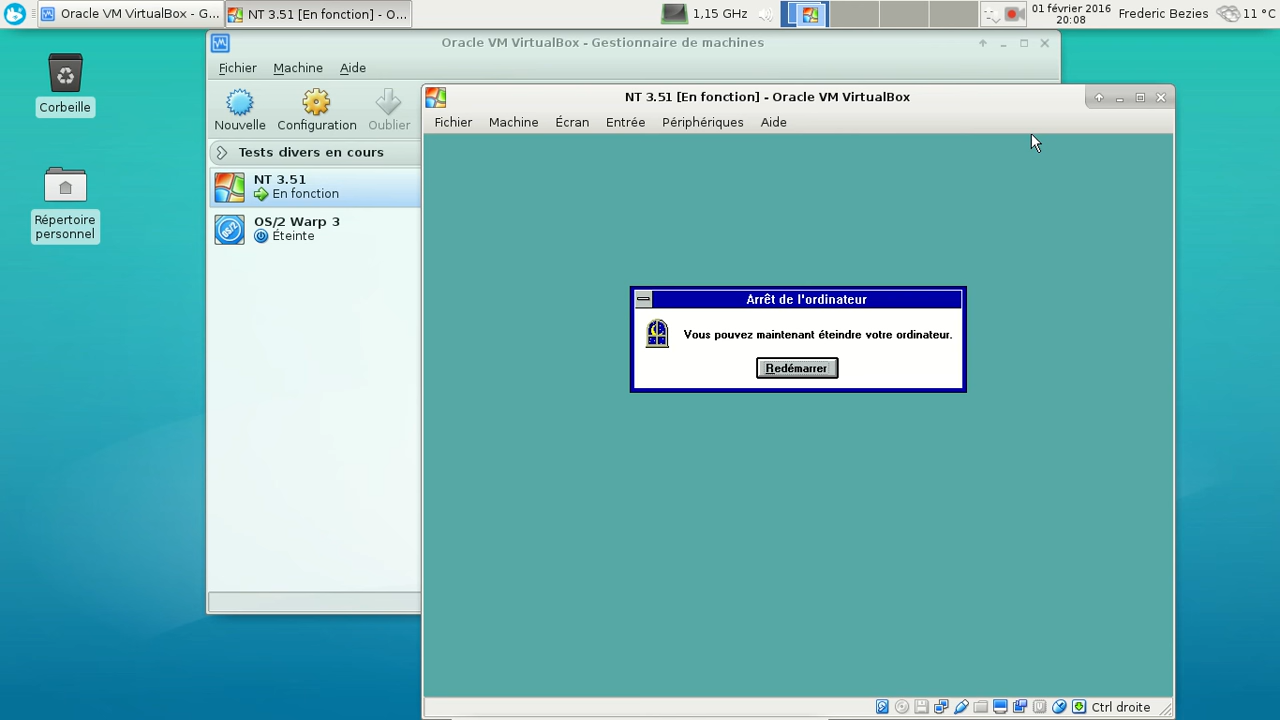 Oracle VM VirtualBox - G...
NT 3.51 [En fonction] - O...
1,15 GHz
01 février 2016
20:08
Frederic Bezies
11 °C
Corbeille
Répertoire
personnel
Oracle VM VirtualBox - Gestionnaire de machines
Fichier Machine Aide
Nouvelle Configuration Oublier
Tests divers en cours
NT 3.51
En fonction
OS/2
OS/2 Warp 3
Éteinte
NT 3.51 [En fonction] - Oracle VM VirtualBox
Fichier Machine Écran Entrée Périphériques Aide
Arrêt de l'ordinateur
Vous pouvez maintenant éteindre votre ordinateur.
Redémarrer
Ctrl droite